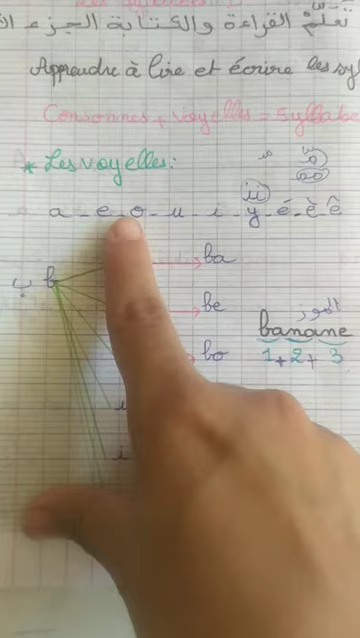 تعلّم القراءة والكتابة الجزء
Apprendre à lire et écrire les sy
Consonnes + voyelles = syllabe
* Les voyelles:
a - e - o - u - i - y - é - è - ê
ب b
ba
be
bo
i
الموز
banane
1 + 2 + 3